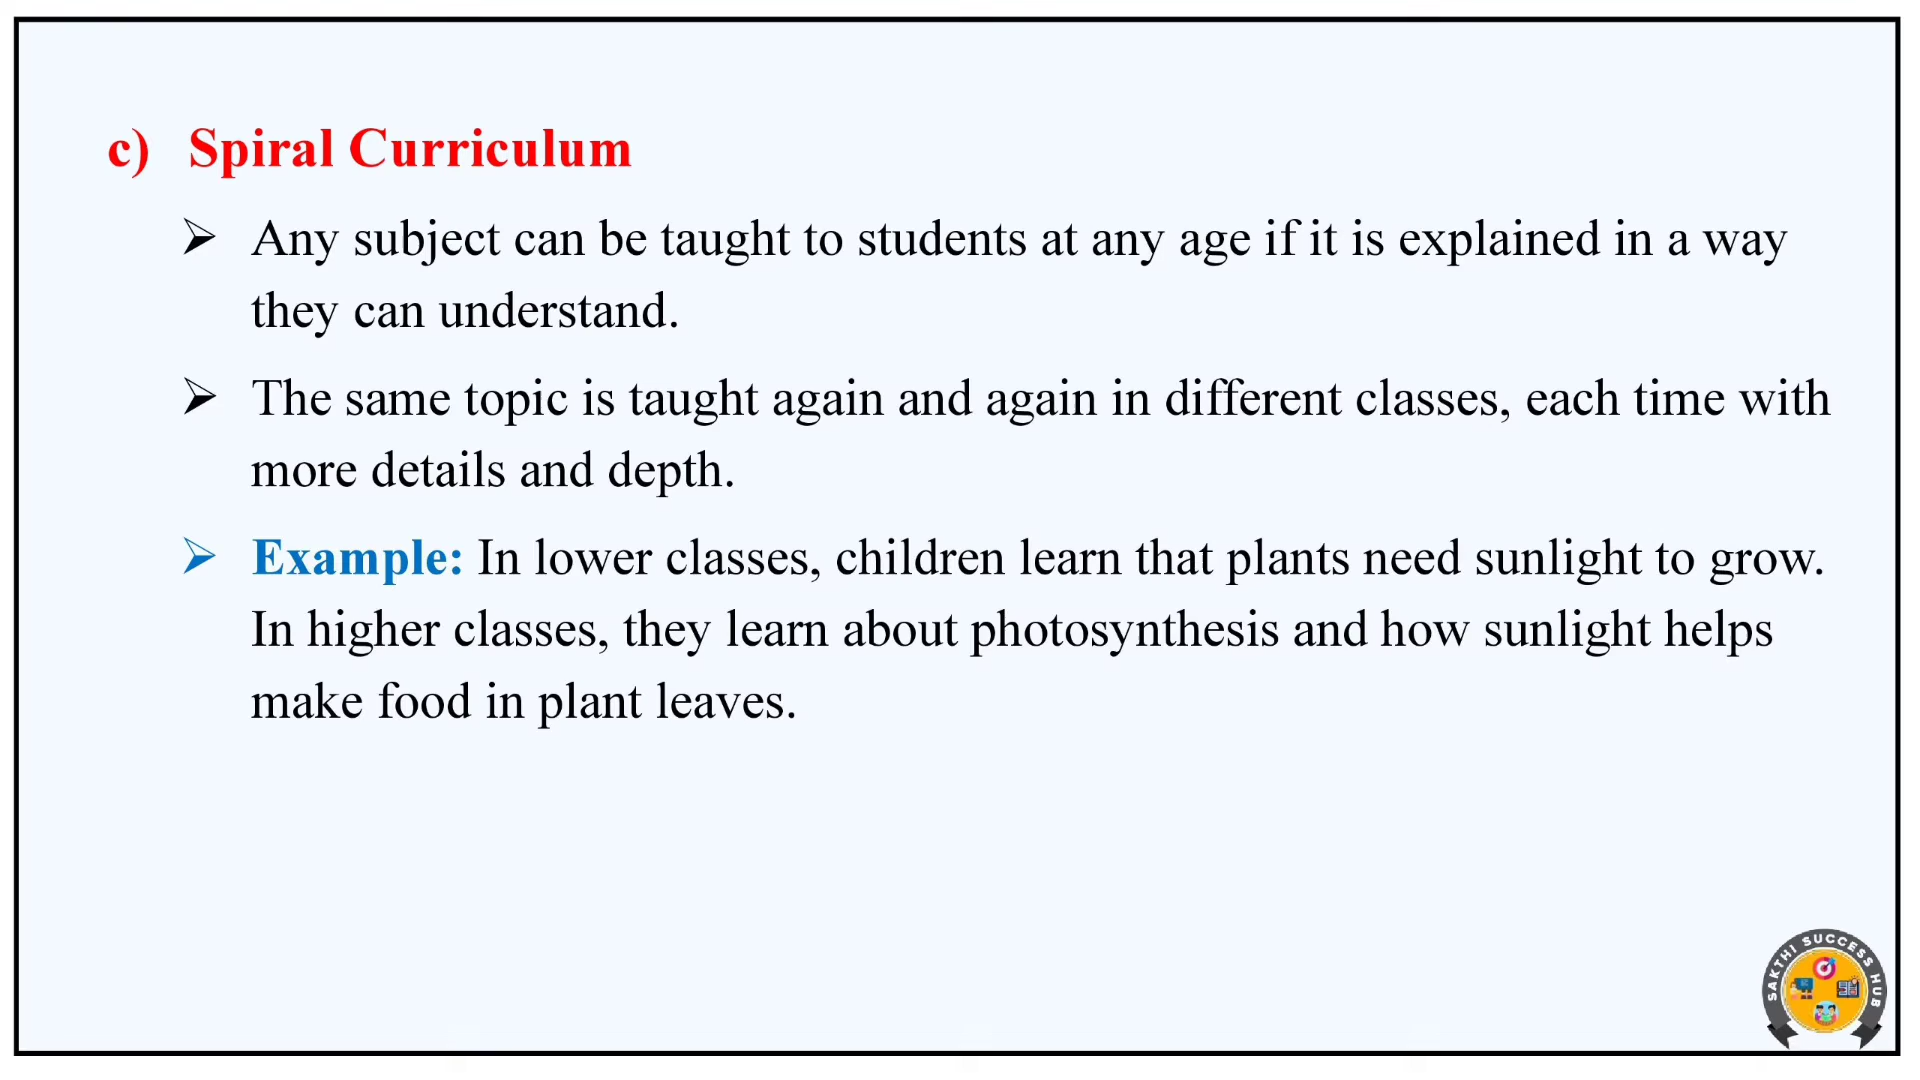 c) Spiral Curriculum
➢ Any subject can be taught to students at any age if it is explained in a way
they can understand.
➢ The same topic is taught again and again in different classes, each time with
more details and depth.
➢ Example: In lower classes, children learn that plants need sunlight to grow.
In higher classes, they learn about photosynthesis and how sunlight helps
make food in plant leaves.
SAKTHI SUCCESS HUB